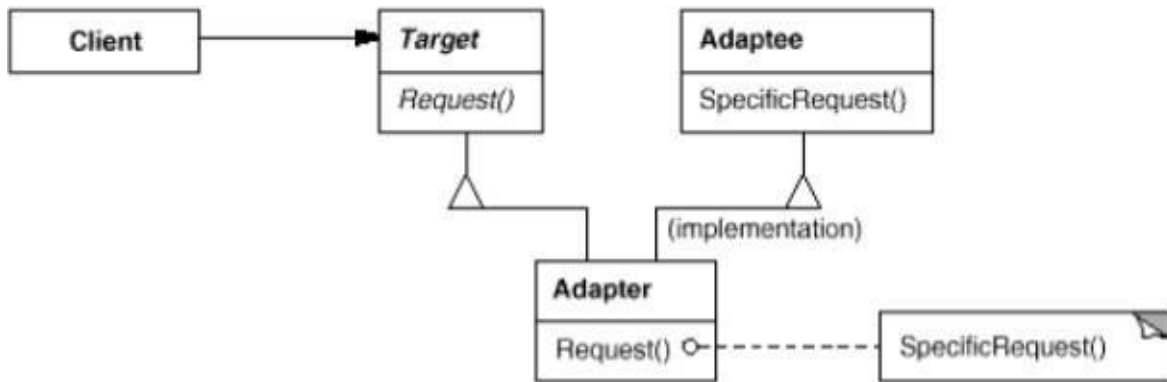 Client
Target
Request()
Adaptee
SpecificRequest()
(implementation)
Adapter
Request()
SpecificRequest()